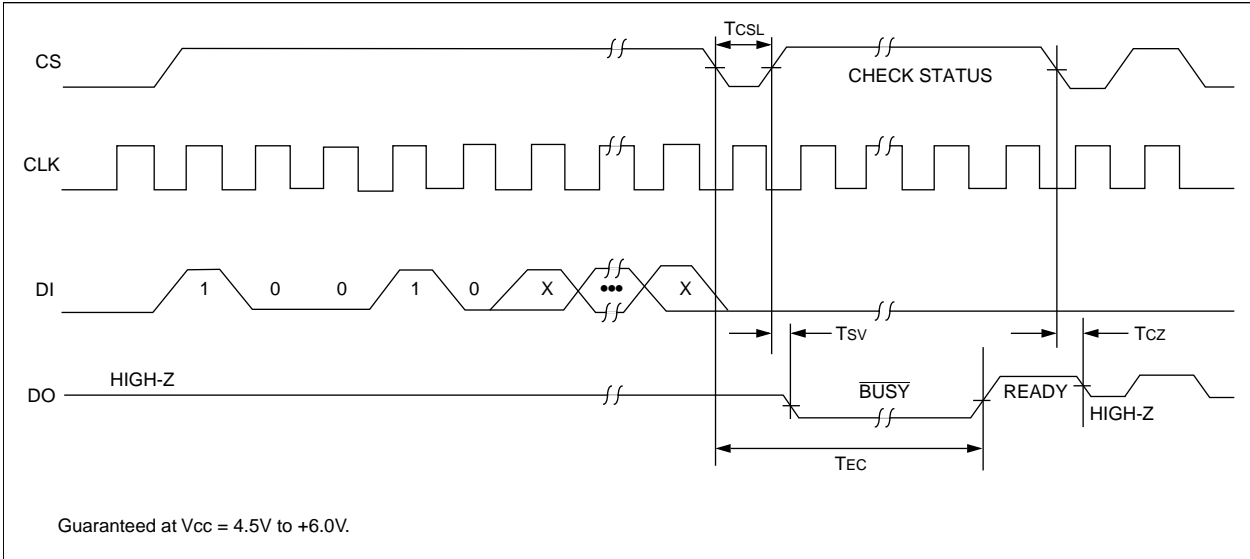 TCSL
CS
CHECK STATUS
CLK
DI
1 0 0 1 0 X ••• X
TSV
TCZ
HIGH-Z
DO
BUSY
READY
HIGH-Z
TEC
Guaranteed at Vcc = 4.5V to +6.0V.